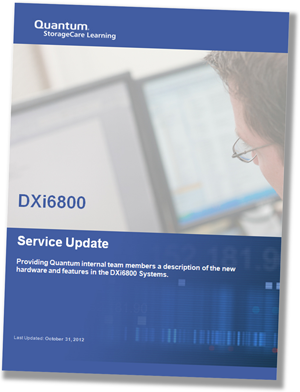 Quantum.
StorageCare Learning
DXi6800
Service Update
Providing Quantum internal team members a description of the new
hardware and features in the DXi6800 Systems.
Last Updated: October 31, 2012